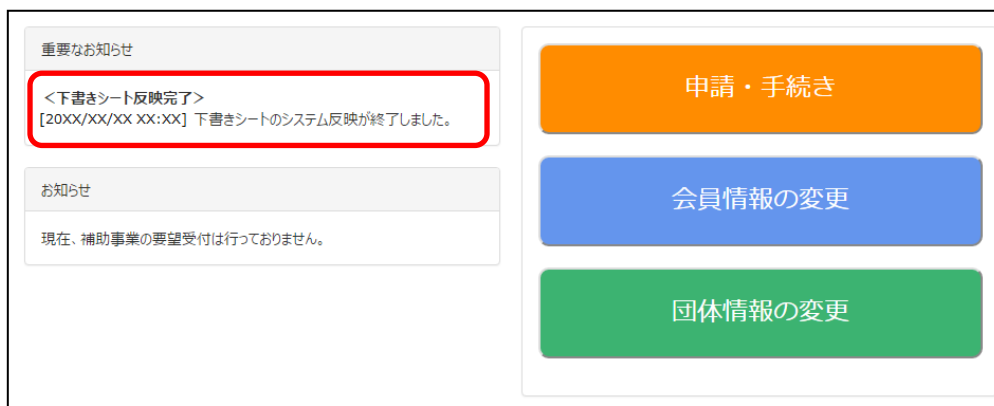 重要なお知らせ
＜下書きシート反映完了＞
[20XX/XX/XX XX:XX] 下書きシートのシステム反映が終了しました。
お知らせ
現在、補助事業の要望受付は行っておりません。
申請・手続き
会員情報の変更
団体情報の変更